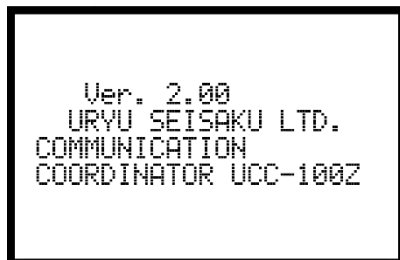 Ver. 2.00
URYU SEISAKU LTD.
COMMUNICATION
COORDINATOR UCC-100Z